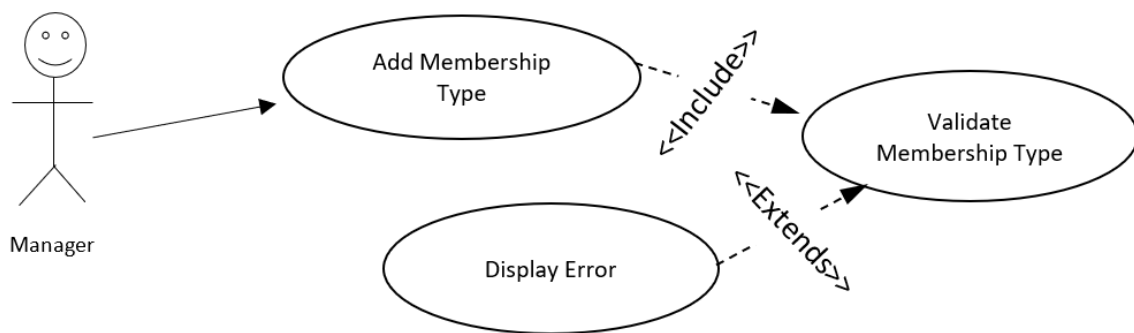 Add Membership
Type
<<Include>>
Validate
Membership Type
Manager
<<Extends>>
Display Error